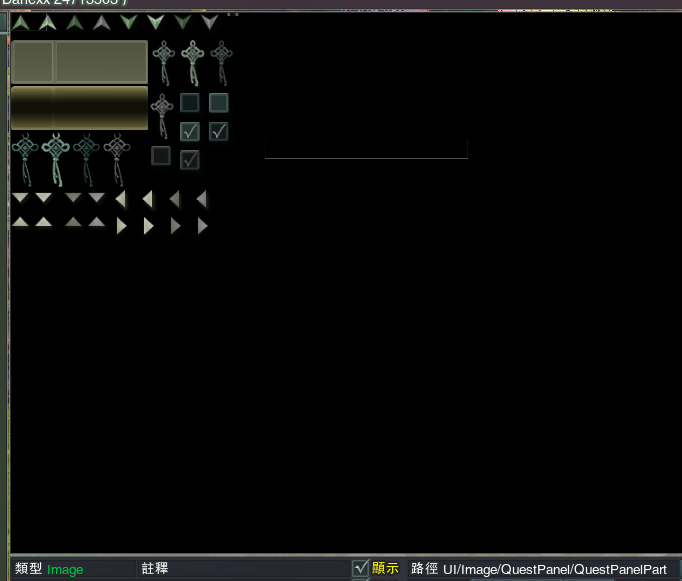 類型 Image 註釋 顯示 路徑 UI/Image/QuestPanel/QuestPanelPart